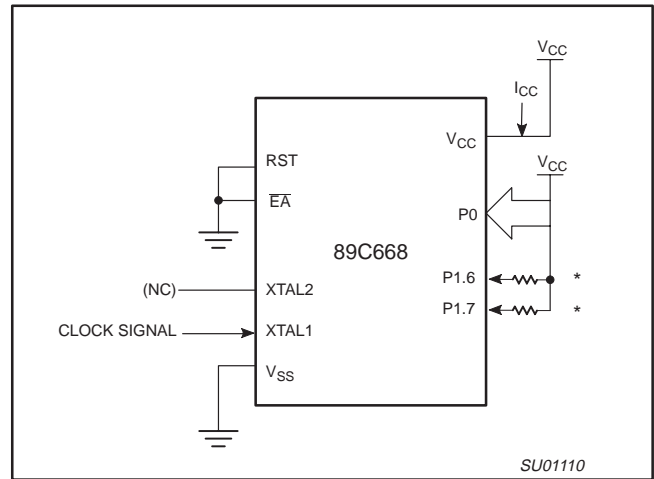 VCC
ICC
VCC
RST
EA
VCC
P0
89C668
P1.6 *
(NC) XTAL2
P1.7 *
CLOCK SIGNAL XTAL1
VSS
SU01110